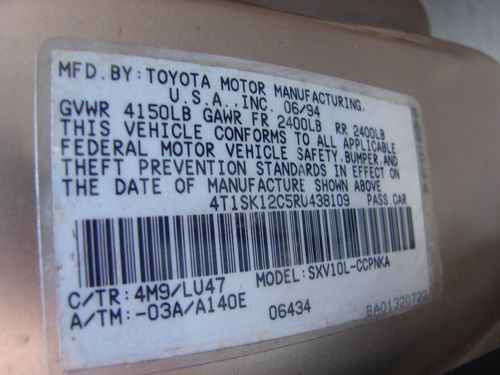 MFD. BY: TOYOTA MOTOR MANUFACTURING.
U.S.A., INC. 06/94
GVWR 4150LB GAWR FR 2400LB RR 2400LB
THIS VEHICLE CONFORMS TO ALL APPLICABLE
FEDERAL MOTOR VEHICLE SAFETY, BUMPER, AND
THEFT PREVENTION STANDARDS IN EFFECT ON
THE DATE OF MANUFACTURE SHOWN ABOVE
4T1SK12C5RU438109 PASS CAR
C/TR: 4M9/LU47 MODEL: SXV10L-CCPNKA
A/TM: -03A/A140E 06434 BA01320722